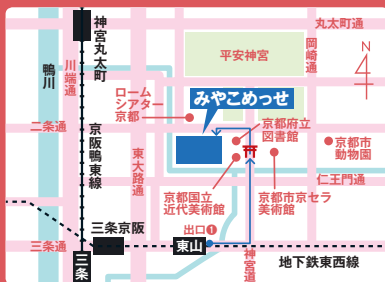 神宮丸太町
丸太町通
鴨川
川端通
平安神宮
岡崎通
4
ローム
シアター
京都
みやこめっせ
二条通
京都府立
図書館
京都市
動物園
京阪鴨東線
東大路通
仁王門通
京都国立
近代美術館
京都市京セラ
美術館
三条京阪
出口1
三条通
東山
神宮道
三条
地下鉄東西線